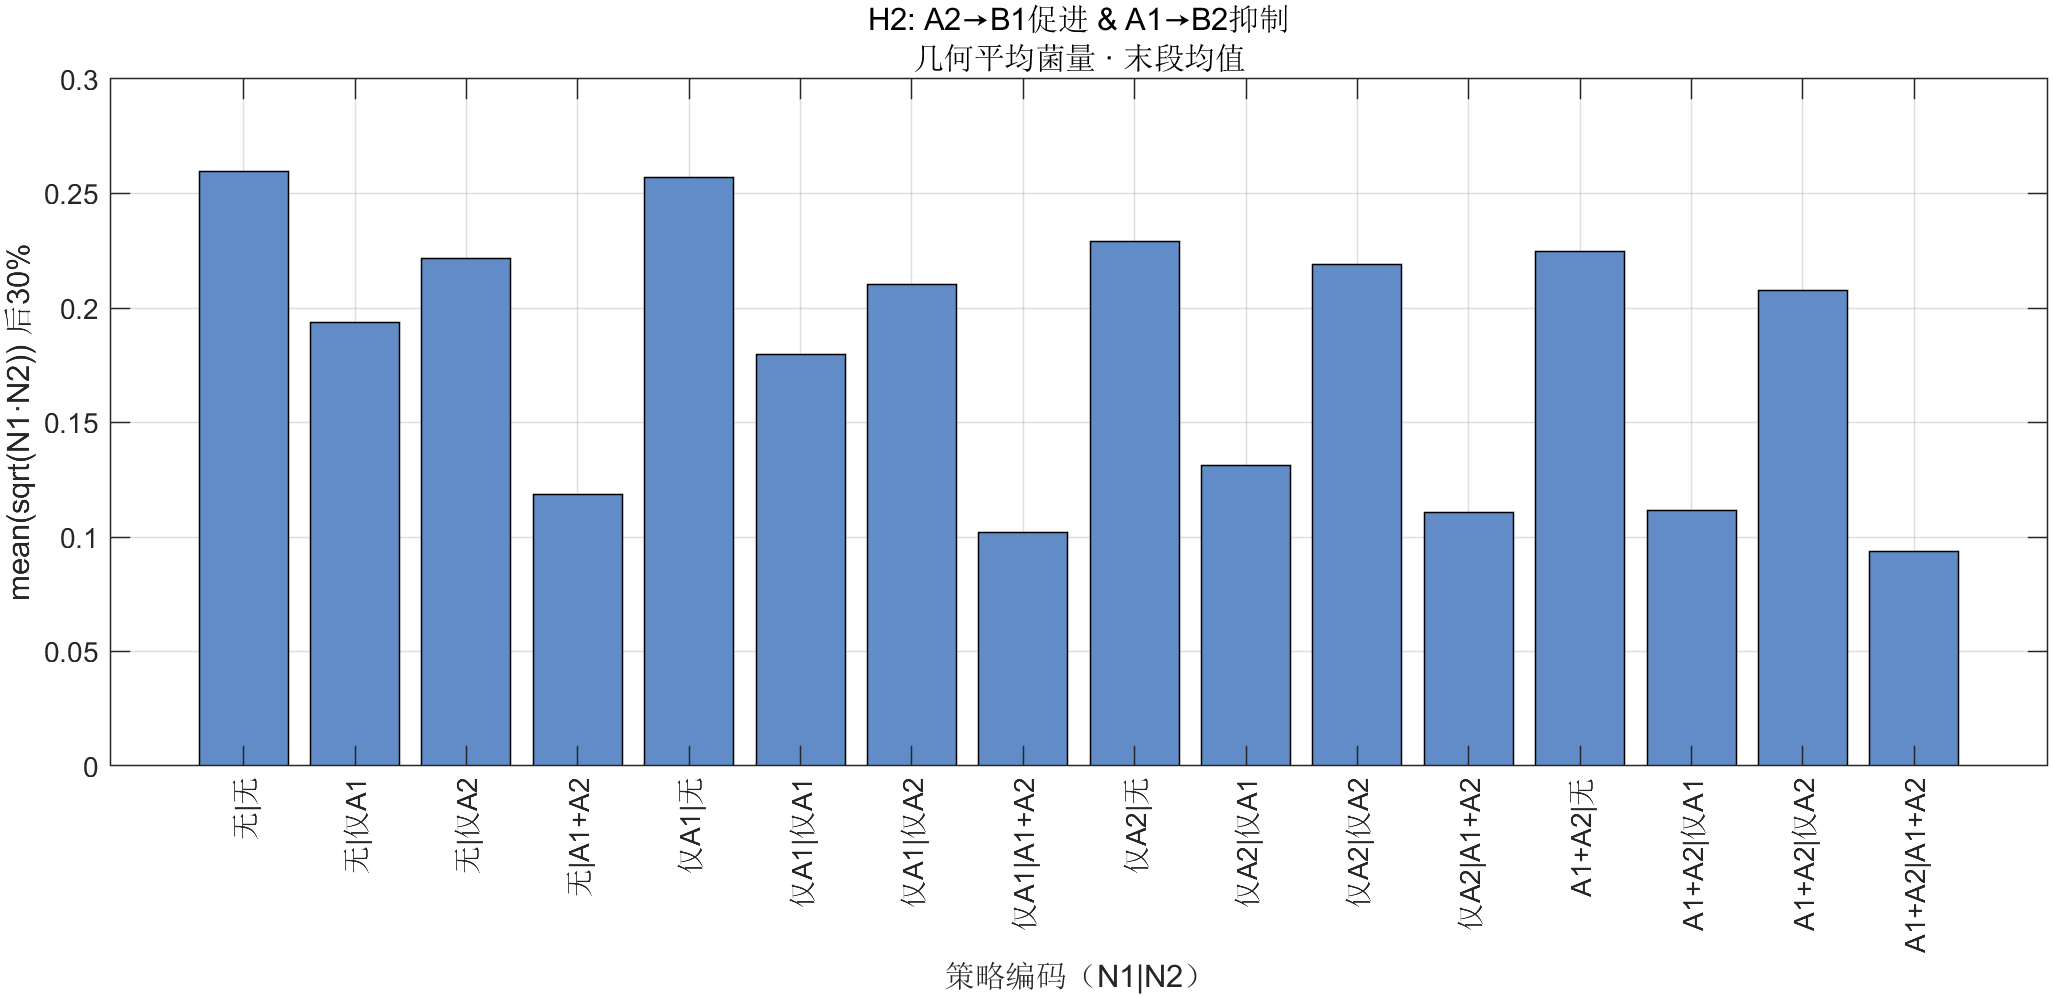 H2: A2→B1促进 & A1→B2抑制
几何平均菌量 · 末段均值
mean(sqrt(N1·N2)) 后30%
0.3
0.25
0.2
0.15
0.1
0.05
0
无|无
无|仅A1
无|仅A2
无|A1+A2
仅A1|无
仅A1|仅A1
仅A1|仅A2
仅A1|A1+A2
仅A2|无
仅A2|仅A1
仅A2|仅A2
仅A2|A1+A2
A1+A2|无
A1+A2|仅A1
A1+A2|仅A2
A1+A2|A1+A2
策略编码（N1|N2）